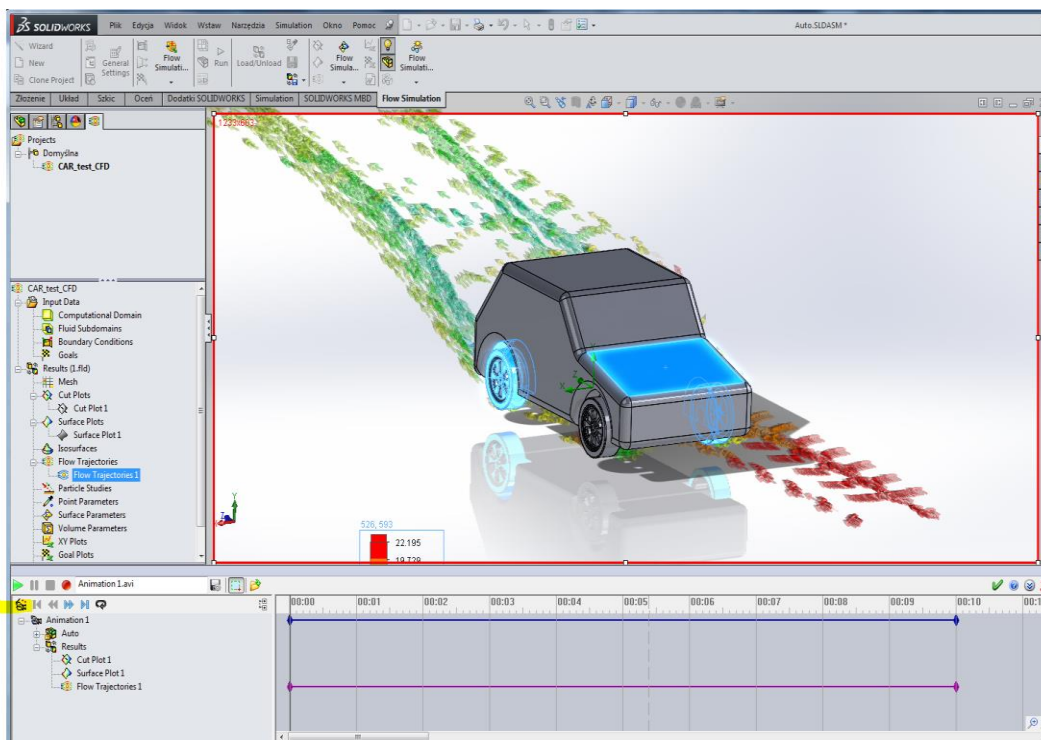 SOLIDWORKS Plik Edycja Widok Wstaw Narzędzia Simulation Okno Pomoc Auto.SLDASM *
Wizard
New
Clone Project
General Settings
Flow Simulati...
Run
Load/Unload
Flow Simula...
Flow Simulati...
Złożenie Układ Szkic Oceń Dodatki SOLIDWORKS Simulation SOLIDWORKS MBD Flow Simulation
Projects
Domyślna
CAR_test_CFD
CAR_test_CFD
Input Data
Computational Domain
Fluid Subdomains
Boundary Conditions
Goals
Results (1.fld)
Mesh
Cut Plots
Cut Plot 1
Surface Plots
Surface Plot 1
Isosurfaces
Flow Trajectories
Flow Trajectories 1
Particle Studies
Point Parameters
Surface Parameters
Volume Parameters
XY Plots
Goal Plots
Y
Z
X
526, 593
22.195
19.728
Animation 1.avi
00:00 00:01 00:02 00:03 00:04 00:05 00:06 00:07 00:08 00:09 00:10
Animation 1
Auto
Results
Cut Plot 1
Surface Plot 1
Flow Trajectories 1